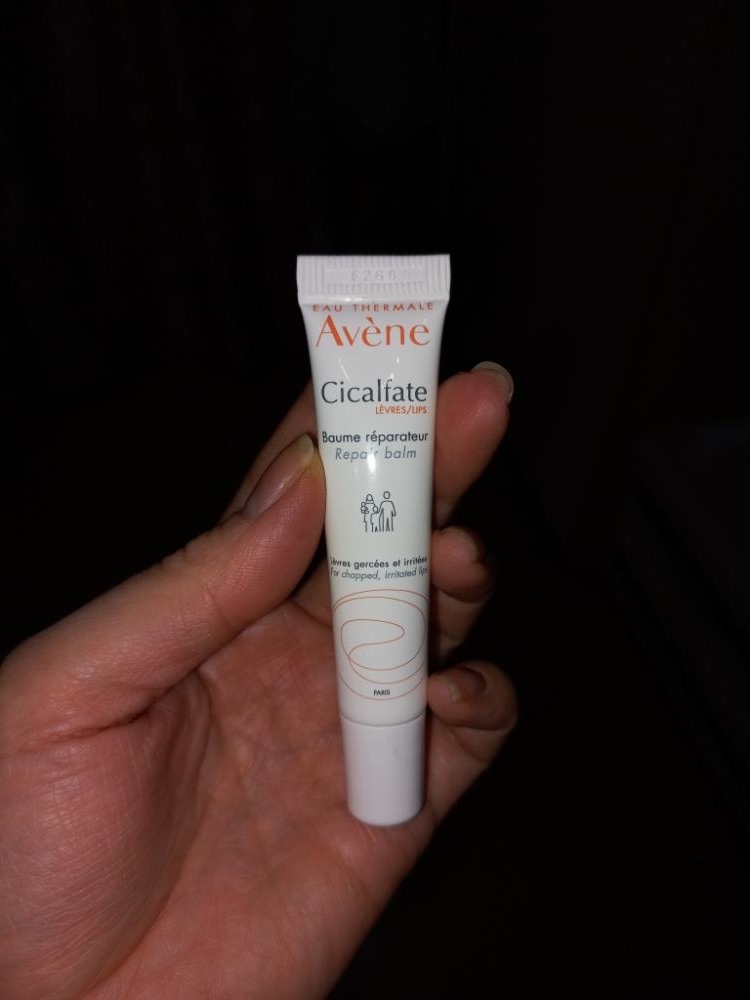 F266
EAU THERMALE
Avène
Cicalfate
LÈVRES/LIPS
Baume réparateur
Repair balm
Lèvres gercées et irritées
For chapped, irritated lips
PARIS